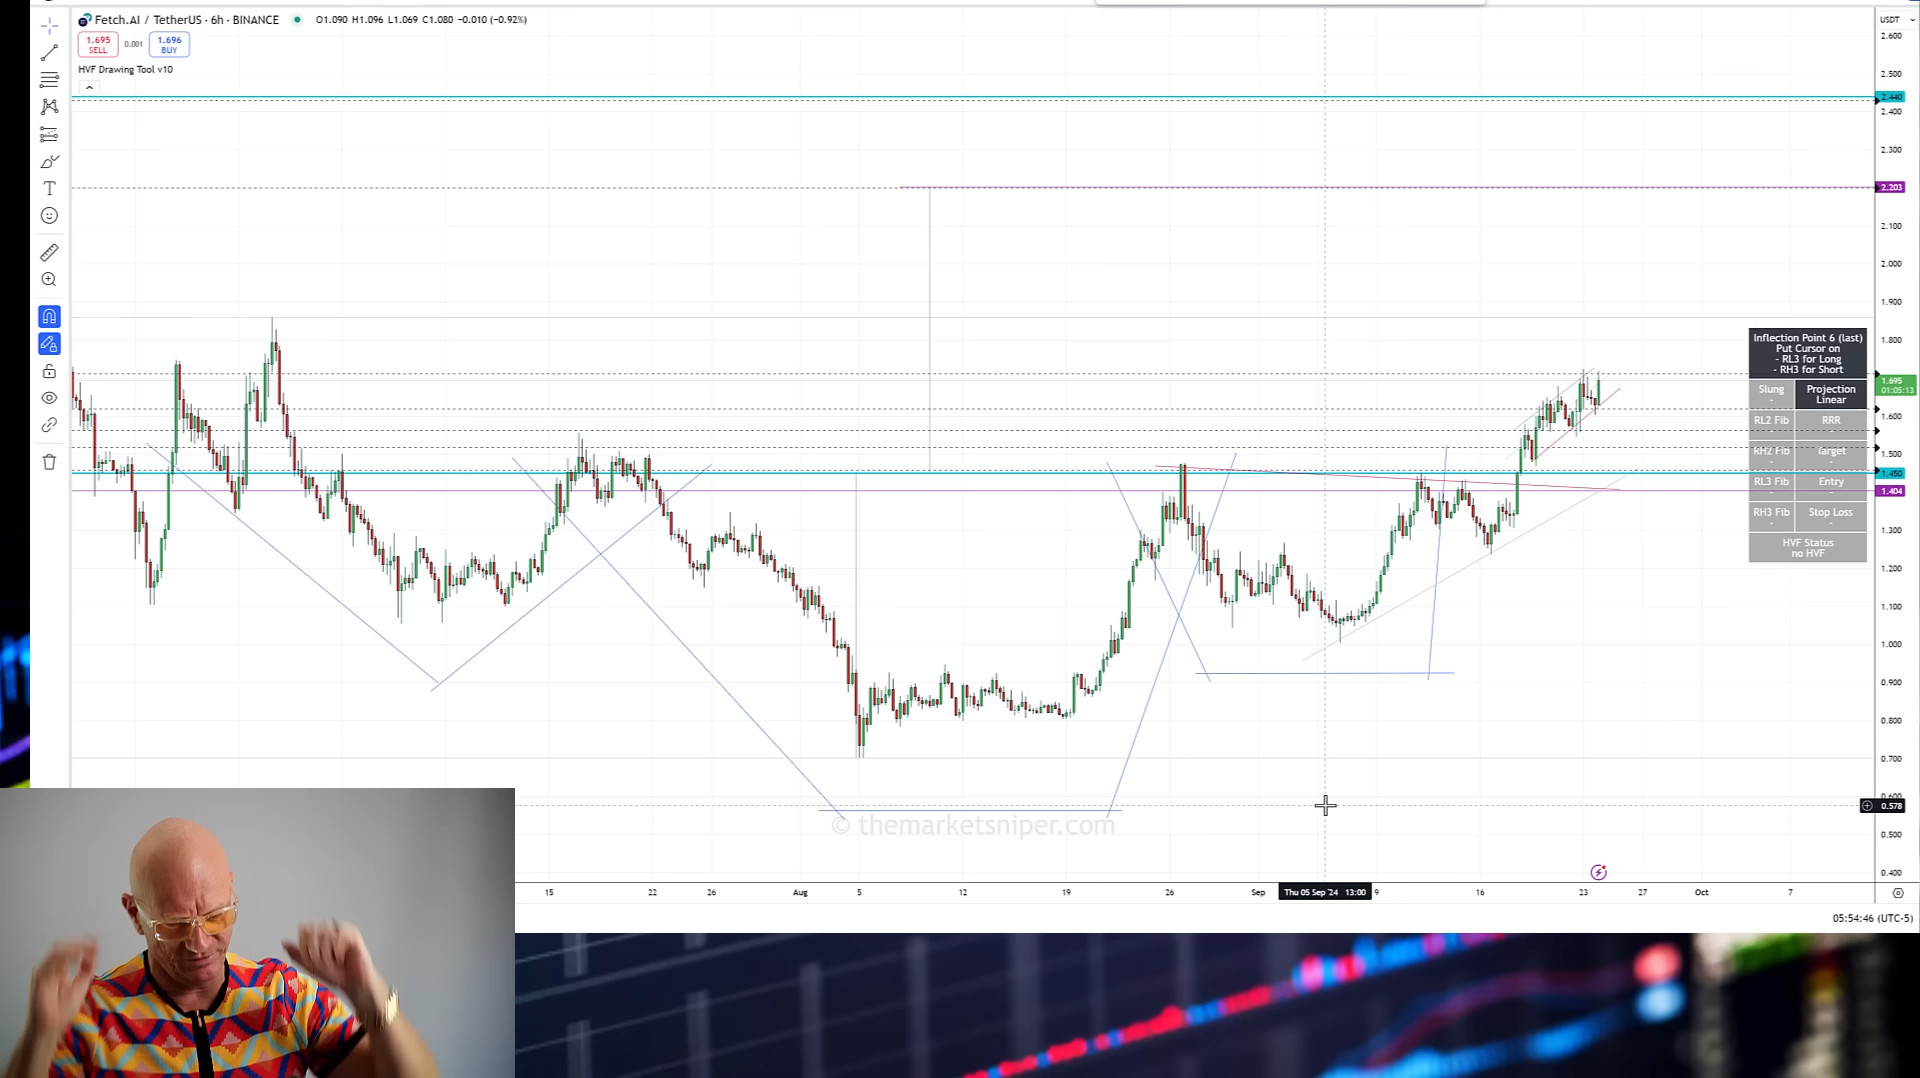 Fetch.AI / TetherUS · 6h · BINANCE O1.090 H1.096 L1.069 C1.080 −0.010 (−0.92%)
USDT
1.695
SELL
0.001
1.696
BUY
HVF Drawing Tool v10
2.600
2.500
2.440
2.400
2.300
2.203
2.100
2.000
1.900
1.800
Inflection Point 6 (last)
Put Cursor on
- RL3 for Long
- RH3 for Short
1.695
01:05:13
Slung
-
Projection
Linear
1.600
RL2 Fib
-
RRR
-
1.500
RH2 Fib
-
Target
-
1.450
RL3 Fib
-
Entry
-
1.404
RH3 Fib
-
Stop Loss
-
1.300
HVF Status
no HVF
1.200
1.100
1.000
0.900
0.800
0.700
0.600
0.578
© themarketsniper.com
0.500
0.400
15 22 26 Aug 5 12 19 26 Sep Thu 05 Sep '24 13:00 9 16 23 27 Oct 7
05:54:46 (UTC-5)